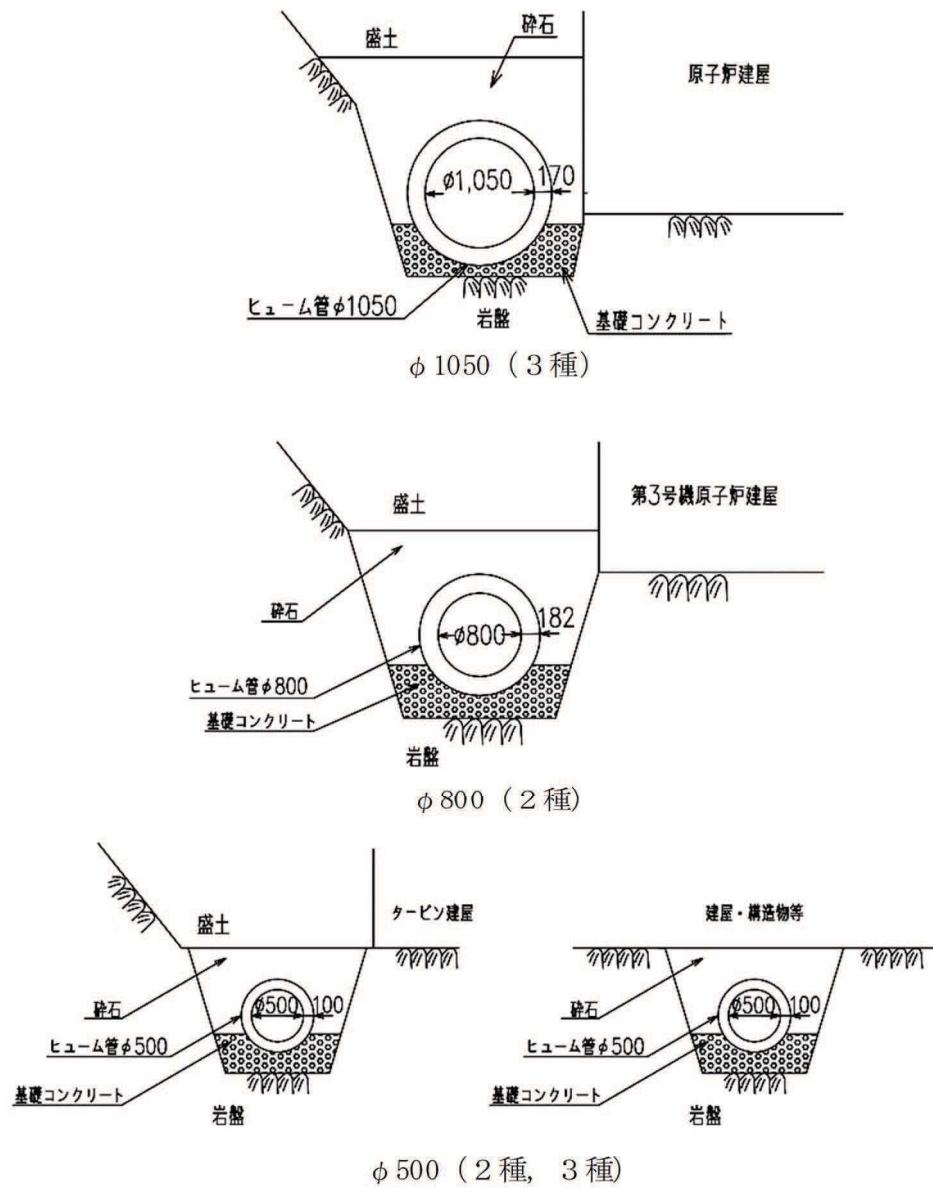 盛土
砕石
原子炉建屋
φ1,050
170
ヒューム管φ1050
岩盤
基礎コンクリート
φ1050（３種）
盛土
第3号機原子炉建屋
砕石
φ800
182
ヒューム管φ800
基礎コンクリート
岩盤
φ800（２種）
盛土
タービン建屋
砕石
φ500
100
ヒューム管φ500
基礎コンクリート
岩盤
建屋・構造物等
砕石
φ500
100
ヒューム管φ500
基礎コンクリート
岩盤
φ500（２種，３種）